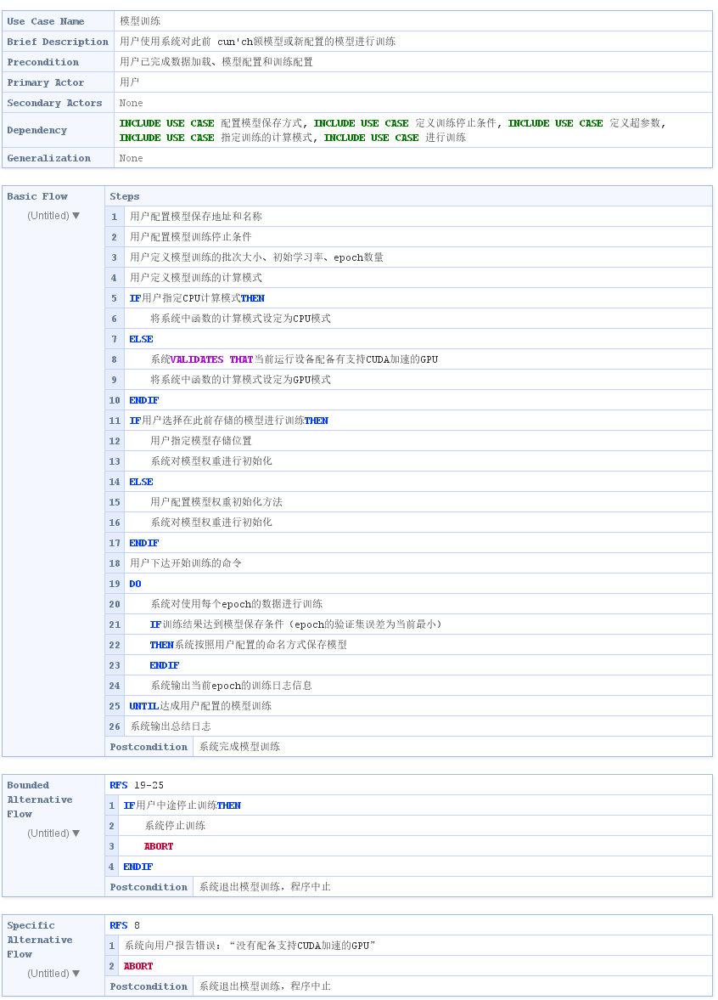 Use Case Name 模型训练
Brief Description 用户使用系统对此前 cun'ch额模型或新配置的模型进行训练
Precondition 用户已完成数据加载、模型配置和训练配置
Primary Actor 用户
Secondary Actors None
Dependency INCLUDE USE CASE 配置模型保存方式, INCLUDE USE CASE 定义训练停止条件, INCLUDE USE CASE 定义超参数,
INCLUDE USE CASE 指定训练的计算模式, INCLUDE USE CASE 进行训练
Generalization None
Basic Flow Steps
(Untitled) ▼
1 用户配置模型保存地址和名称
2 用户配置模型训练停止条件
3 用户定义模型训练的批次大小、初始学习率、epoch数量
4 用户定义模型训练的计算模式
5 IF用户指定CPU计算模式THEN
6 将系统中函数的计算模式设定为CPU模式
7 ELSE
8 系统VALIDATES THAT当前运行设备配备有支持CUDA加速的GPU
9 将系统中函数的计算模式设定为GPU模式
10 ENDIF
11 IF用户选择在此前存储的模型进行训练THEN
12 用户指定模型存储位置
13 系统对模型权重进行初始化
14 ELSE
15 用户配置模型权重初始化方法
16 系统对模型权重进行初始化
17 ENDIF
18 用户下达开始训练的命令
19 DO
20 系统对使用每个epoch的数据进行训练
21 IF训练结果达到模型保存条件（epoch的验证集误差为当前最小）
22 THEN系统按照用户配置的命名方式保存模型
23 ENDIF
24 系统输出当前epoch的训练日志信息
25 UNTIL达成用户配置的模型训练
26 系统输出总结日志
Postcondition 系统完成模型训练
Bounded Alternative Flow RFS 19-25
(Untitled) ▼
1 IF用户中途停止训练THEN
2 系统停止训练
3 ABORT
4 ENDIF
Postcondition 系统退出模型训练，程序中止
Specific Alternative Flow RFS 8
(Untitled) ▼
1 系统向用户报告错误：“没有配备支持CUDA加速的GPU”
2 ABORT
Postcondition 系统退出模型训练，程序中止